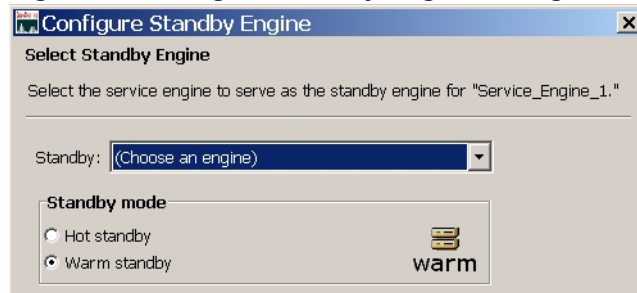 Configure Standby Engine
Select Standby Engine
Select the service engine to serve as the standby engine for "Service_Engine_1."
Standby: (Choose an engine)
Standby mode
Hot standby
Warm standby
warm